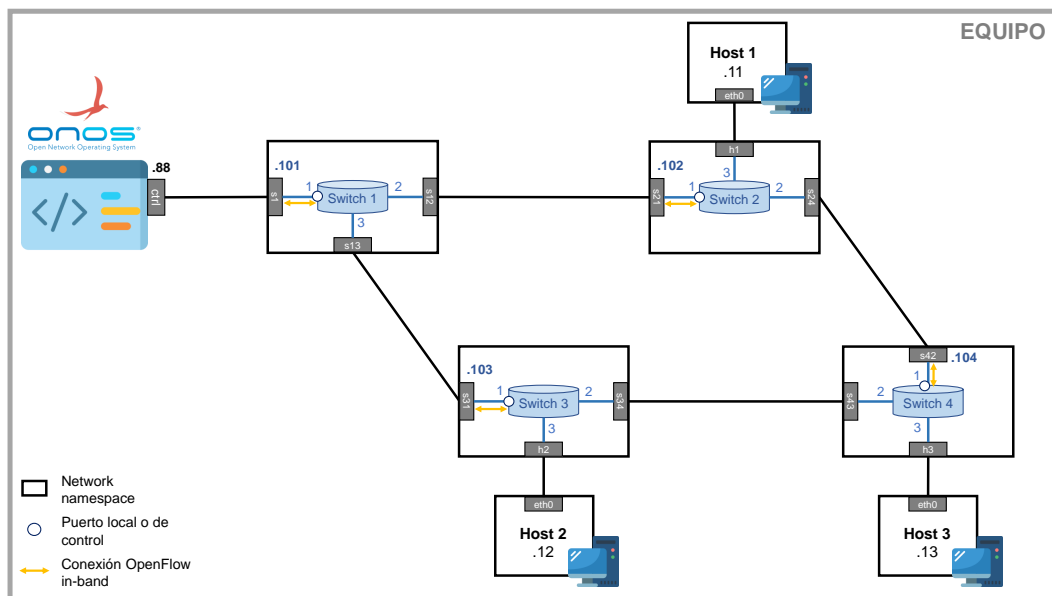 EQUIPO
Host 1
.11
eth0
onos®
Open Network Operating System
.88
ctrl
.101
s1
1
Switch 1
2
s12
3
s13
.102
h1
3
s21
1
Switch 2
2
s24
.103
s31
1
Switch 3
2
s34
3
h2
s42
.104
1
s43
2
Switch 4
3
h3
eth0
Host 2
.12
eth0
Host 3
.13
Network
namespace
Puerto local o de
control
Conexión OpenFlow
in-band